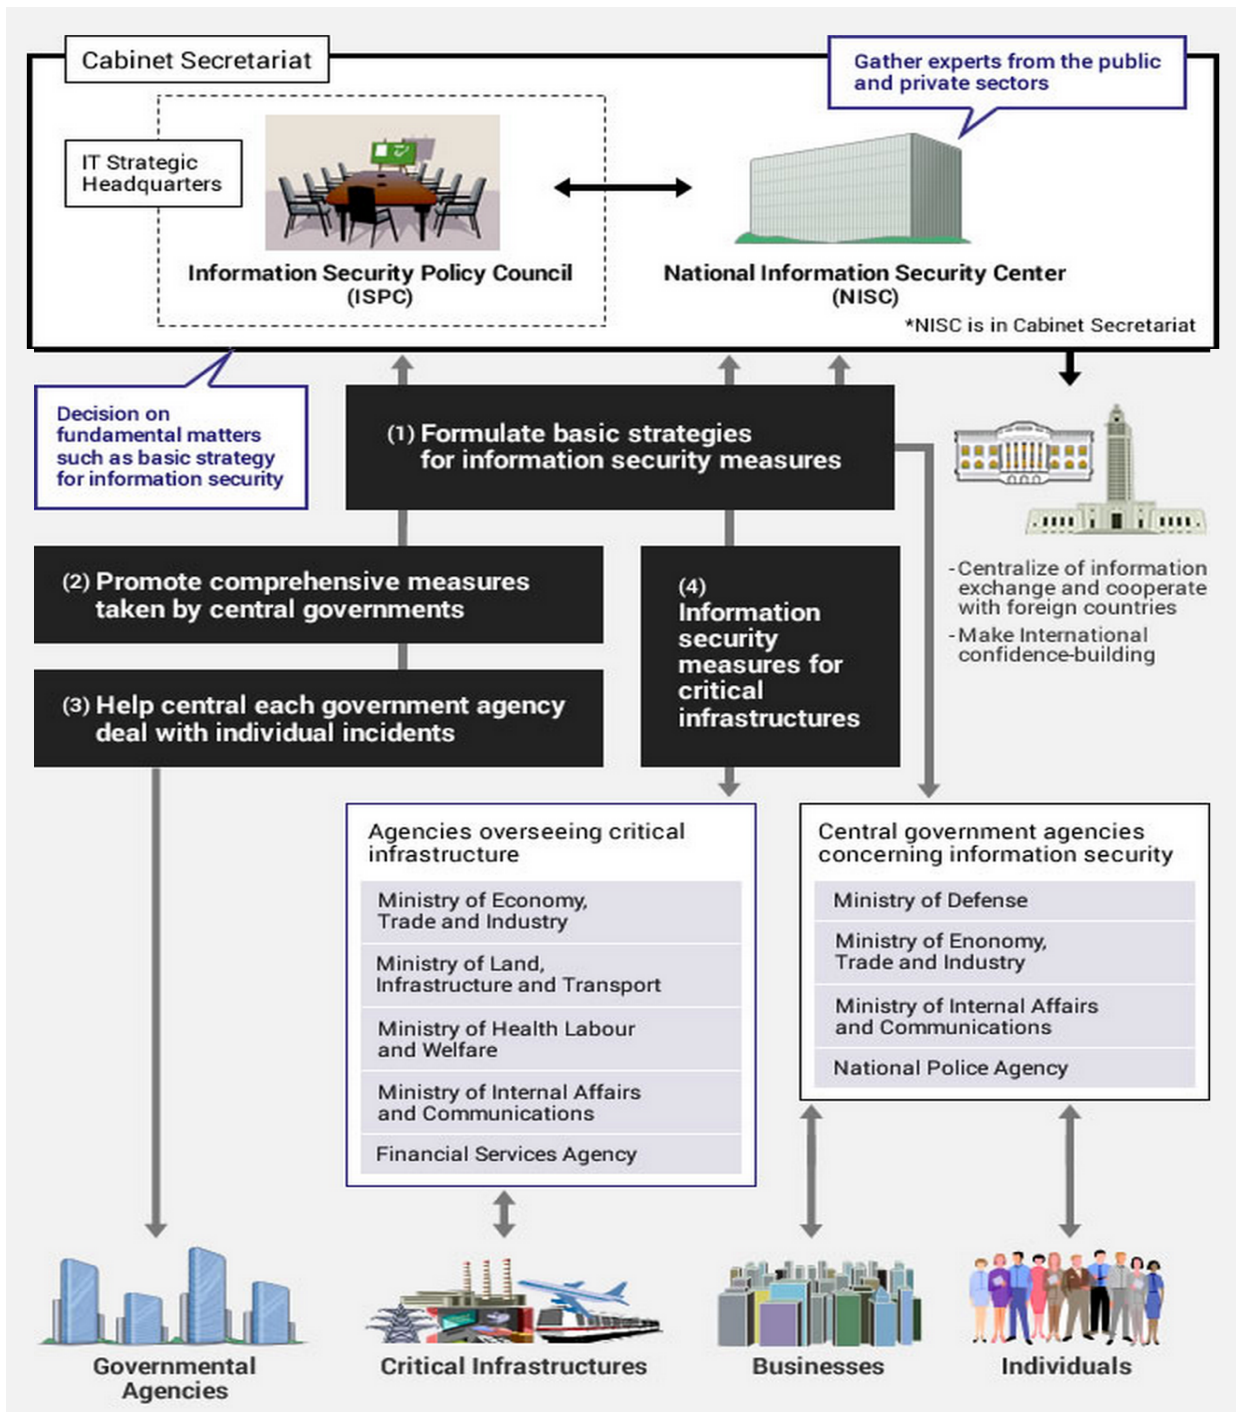 Cabinet Secretariat
Gather experts from the public
and private sectors
IT Strategic
Headquarters
Information Security Policy Council
(ISPC)
National Information Security Center
(NISC)
*NISC is in Cabinet Secretariat
Decision on
fundamental matters
such as basic strategy
for information security
(1) Formulate basic strategies
for information security measures
(2) Promote comprehensive measures
taken by central governments
(3) Help central each government agency
deal with individual incidents
(4)
Information
security
measures for
critical
infrastructures
-Centralize of information
exchange and cooperate
with foreign countries
-Make International
confidence-building
Agencies overseeing critical
infrastructure
Ministry of Economy,
Trade and Industry
Ministry of Land,
Infrastructure and Transport
Ministry of Health Labour
and Welfare
Ministry of Internal Affairs
and Communications
Financial Services Agency
Central government agencies
concerning information security
Ministry of Defense
Ministry of Enonomy,
Trade and Industry
Ministry of Internal Affairs
and Communications
National Police Agency
Governmental
Agencies
Critical Infrastructures
Businesses
Individuals